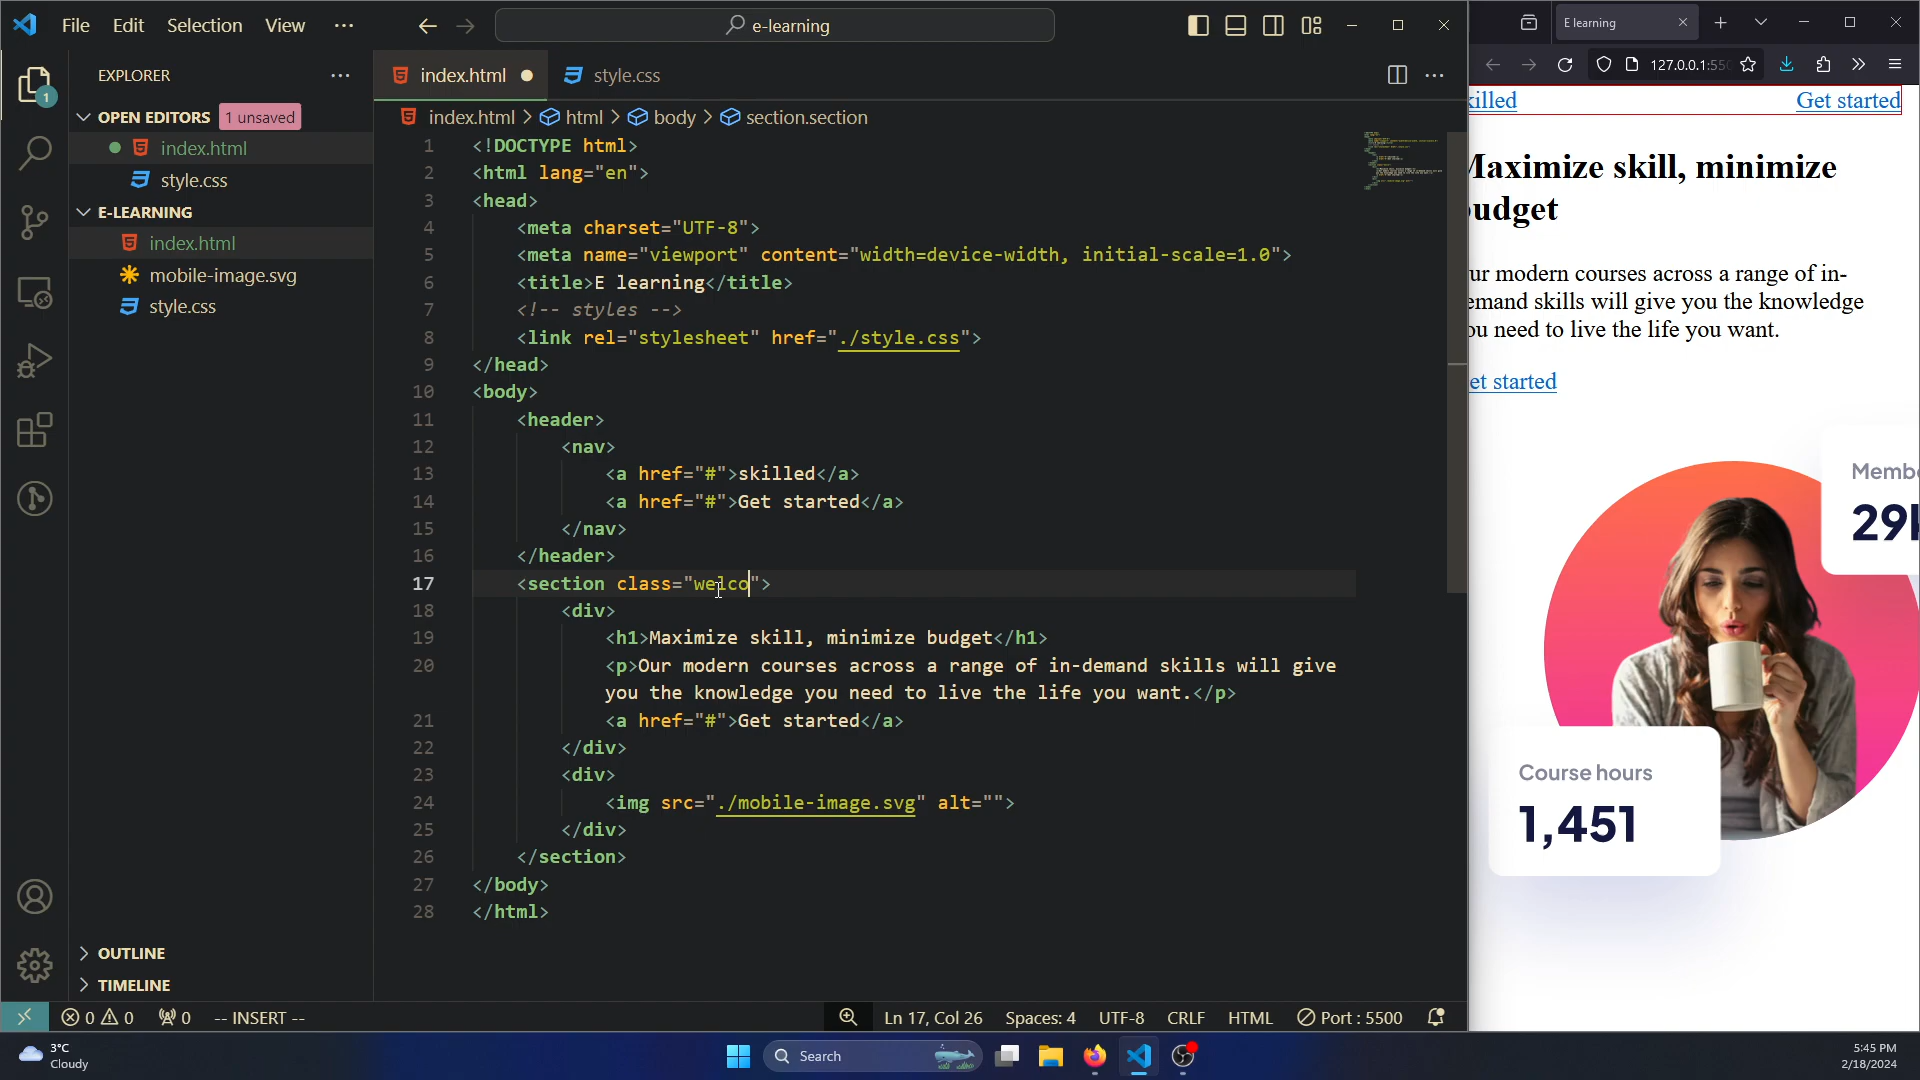 File Edit Selection View ···
e-learning
EXPLORER
OPEN EDITORS 1 unsaved
index.html
style.css
E-LEARNING
index.html
mobile-image.svg
style.css
OUTLINE
TIMELINE
1
index.html
style.css
index.html > html > body > section.section
1 <!DOCTYPE html>
2 <html lang="en">
3 <head>
4 <meta charset="UTF-8">
5 <meta name="viewport" content="width=device-width, initial-scale=1.0">
6 <title>E learning</title>
7 <!-- styles -->
8 <link rel="stylesheet" href="./style.css">
9 </head>
10 <body>
11 <header>
12 <nav>
13 <a href="#">skilled</a>
14 <a href="#">Get started</a>
15 </nav>
16 </header>
17 <section class="welco">
18 <div>
19 <h1>Maximize skill, minimize budget</h1>
20 <p>Our modern courses across a range of in-demand skills will give
you the knowledge you need to live the life you want.</p>
21 <a href="#">Get started</a>
22 </div>
23 <div>
24 <img src="./mobile-image.svg" alt="">
25 </div>
26 </section>
27 </body>
28 </html>
0 0 0 -- INSERT -- Ln 17, Col 26 Spaces: 4 UTF-8 CRLF HTML Port : 5500
E learning
127.0.0.1:550
killed Get started
Maximize skill, minimize
budget
ur modern courses across a range of in-
emand skills will give you the knowledge
ou need to live the life you want.
et started
Membe
29k
Course hours
1,451
3°C
Cloudy
Search
5:45 PM
2/18/2024